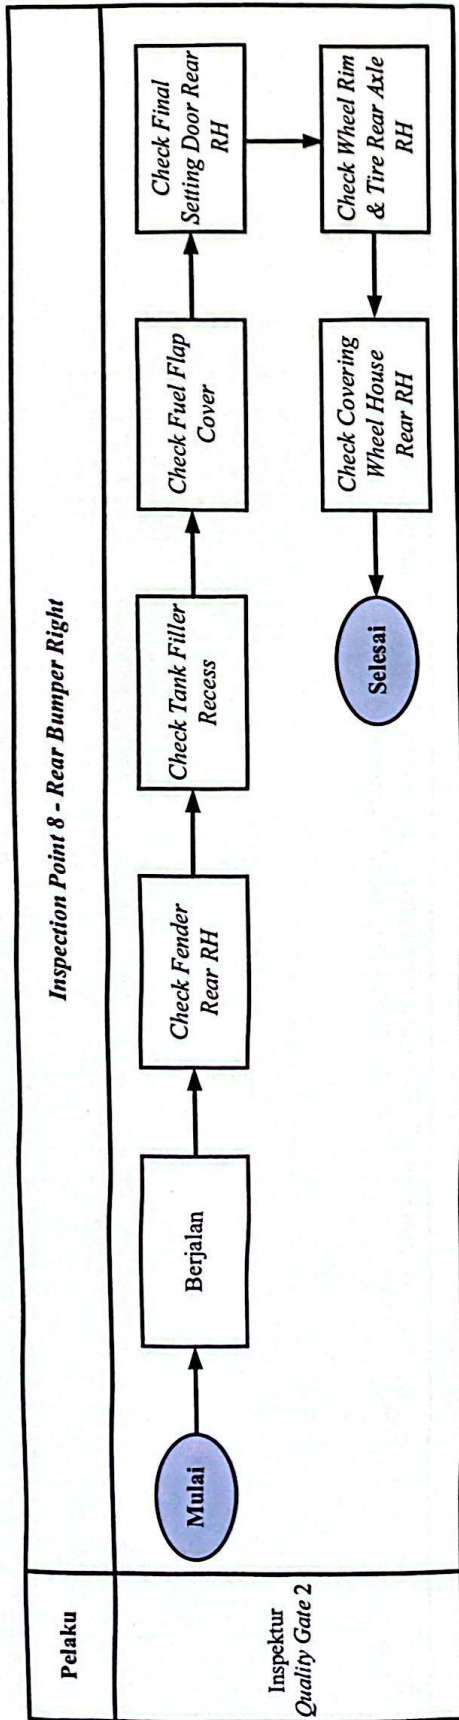 Pelaku
Inspection Point 8 - Rear Bumper Right
Inspektur
Quality Gate 2
Mulai
Berjalan
Check Fender
Rear RH
Check Tank Filler
Recess
Check Fuel Flap
Cover
Check Final
Setting Door Rear
RH
Check Wheel Rim
& Tire Rear Axle
RH
Check Covering
Wheel House
Rear RH
Selesai